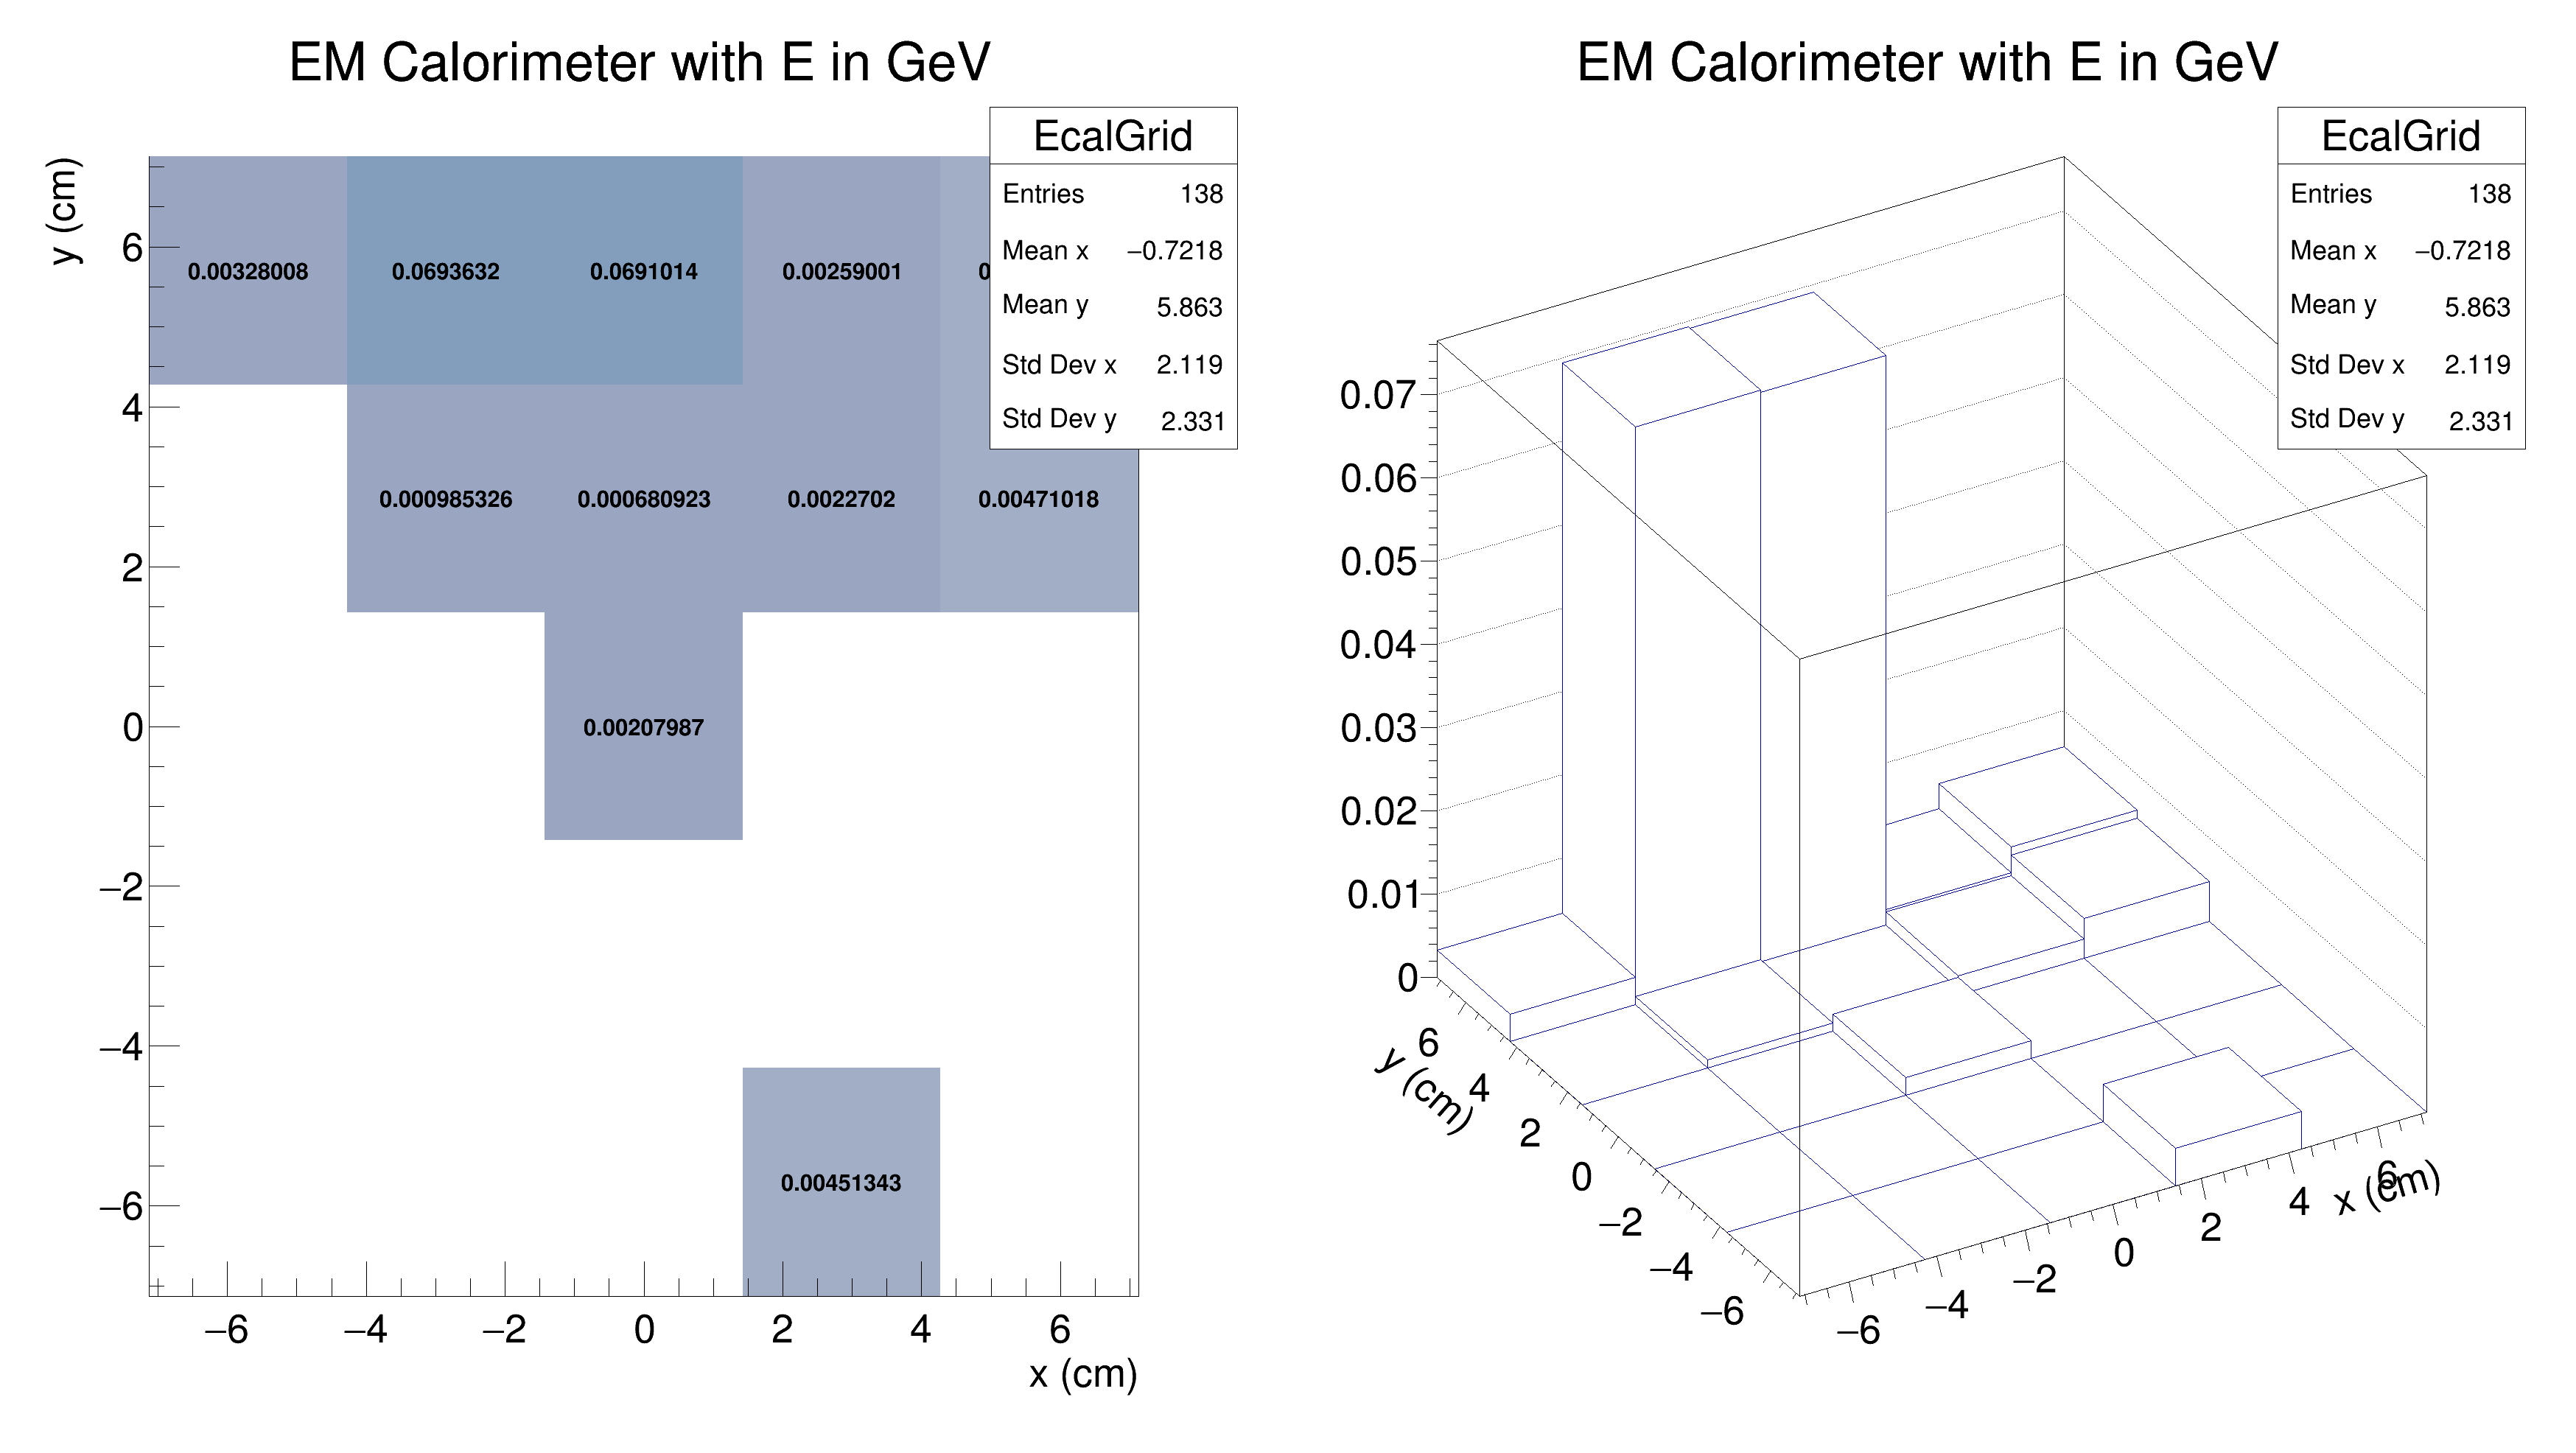 EM Calorimeter with E in GeV
EcalGrid
Entries 138
Mean x −0.7218
Mean y 5.863
Std Dev x 2.119
Std Dev y 2.331
y (cm)
6
4
2
0
−2
−4
−6
0.00328008 0.0693632 0.0691014 0.00259001
0.000985326 0.000680923 0.0022702 0.00471018
0.00207987
0.00451343
−6 −4 −2 0 2 4 6
x (cm)
EM Calorimeter with E in GeV
EcalGrid
Entries 138
Mean x −0.7218
Mean y 5.863
Std Dev x 2.119
Std Dev y 2.331
0.07
0.06
0.05
0.04
0.03
0.02
0.01
0
y (cm)
6
4
2
0
−2
−4
−6
−6 −4 −2 0 2 4 6
x (cm)